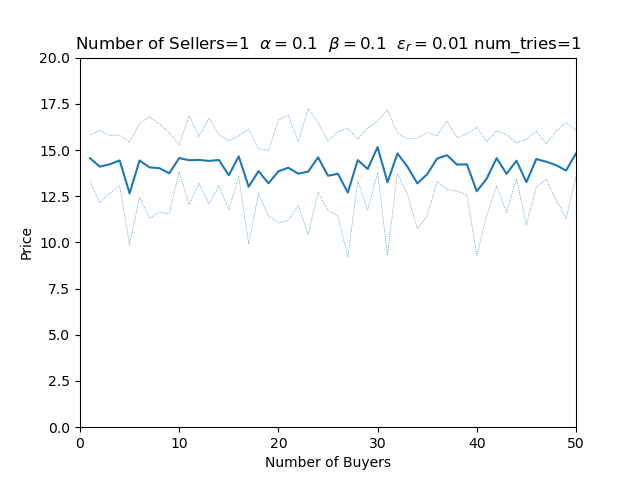 Number of Sellers=1 α = 0.1 β = 0.1 εr = 0.01 num_tries=1
20.0
17.5
15.0
12.5
10.0
7.5
5.0
2.5
0.0
Price
0 10 20 30 40 50
Number of Buyers